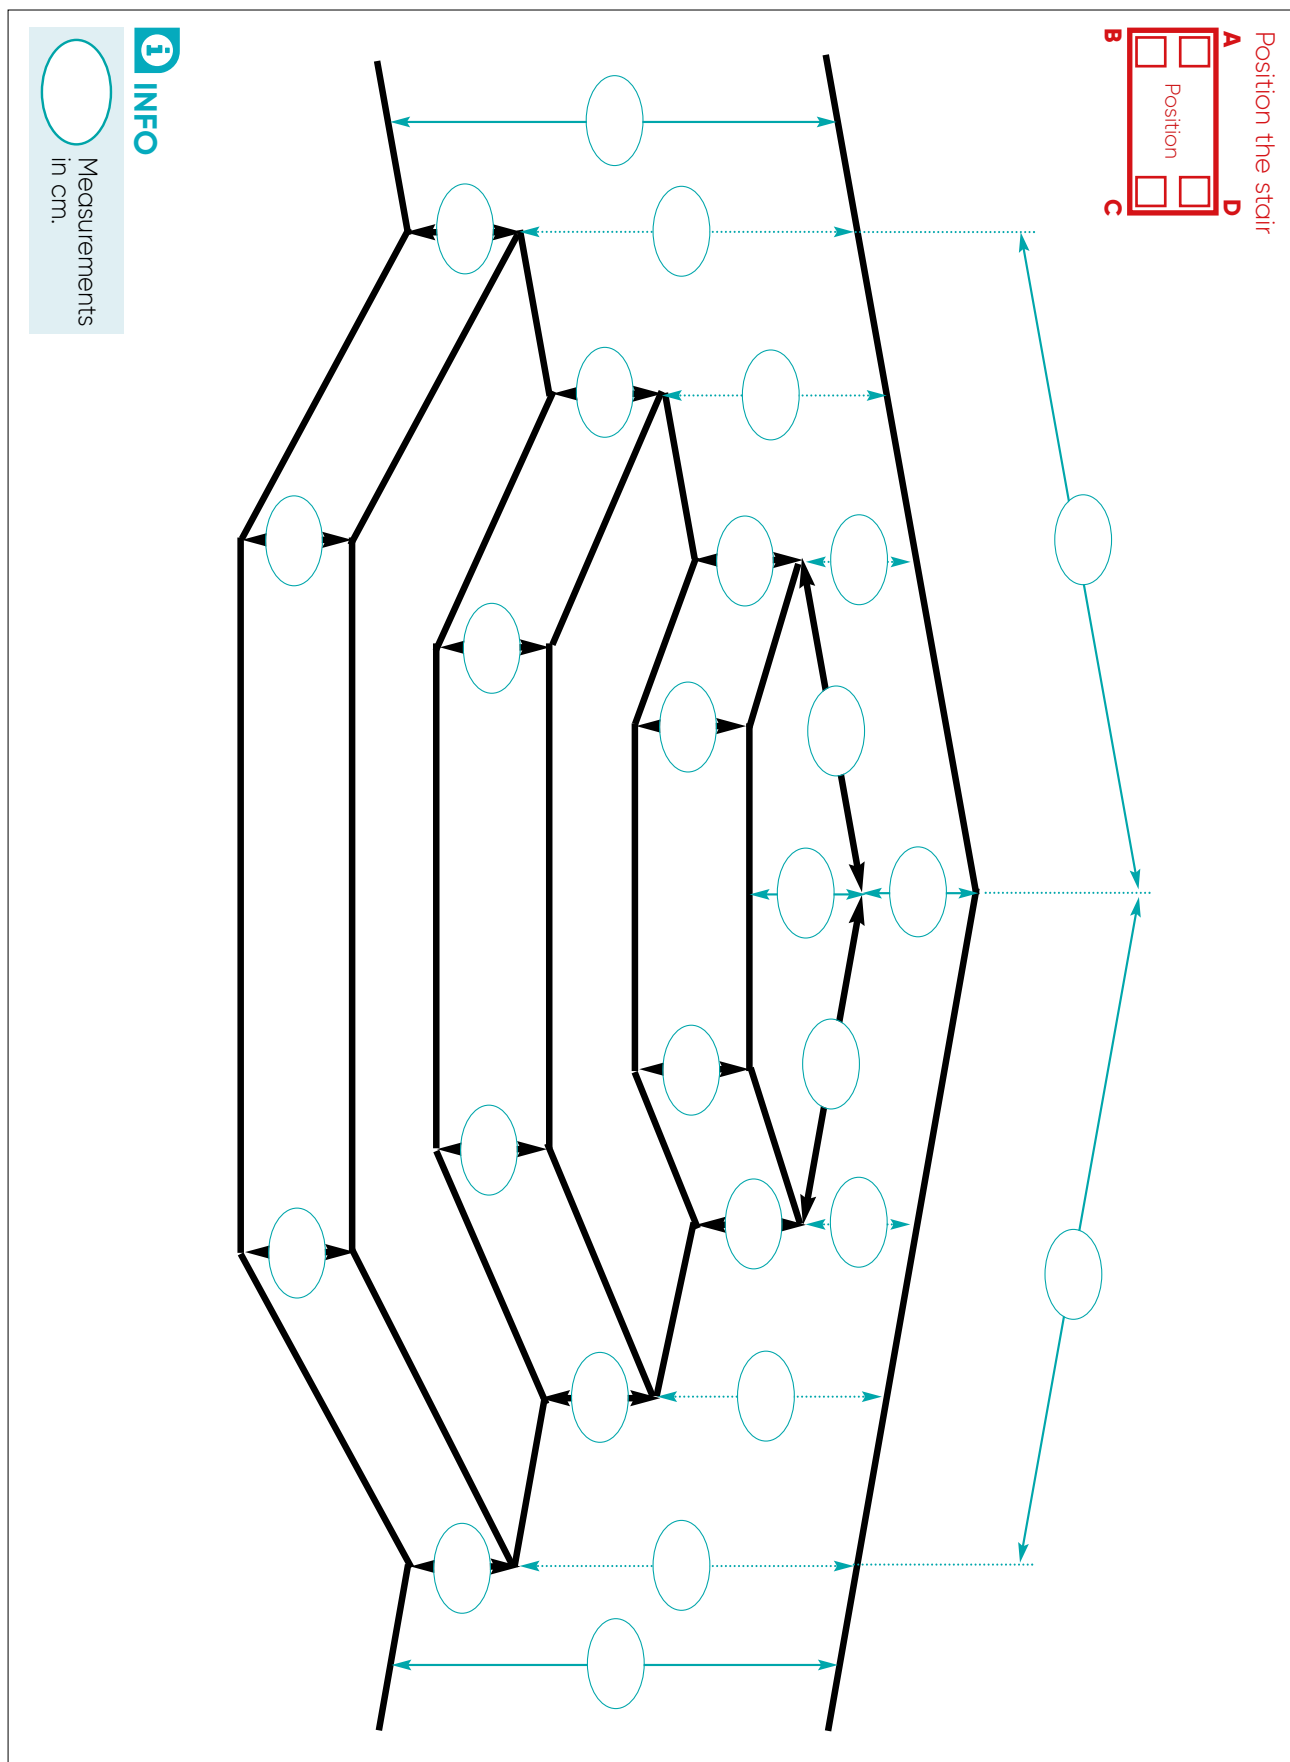 Position the stair
A
D
Position
B
C
i INFO
Measurements
in cm.